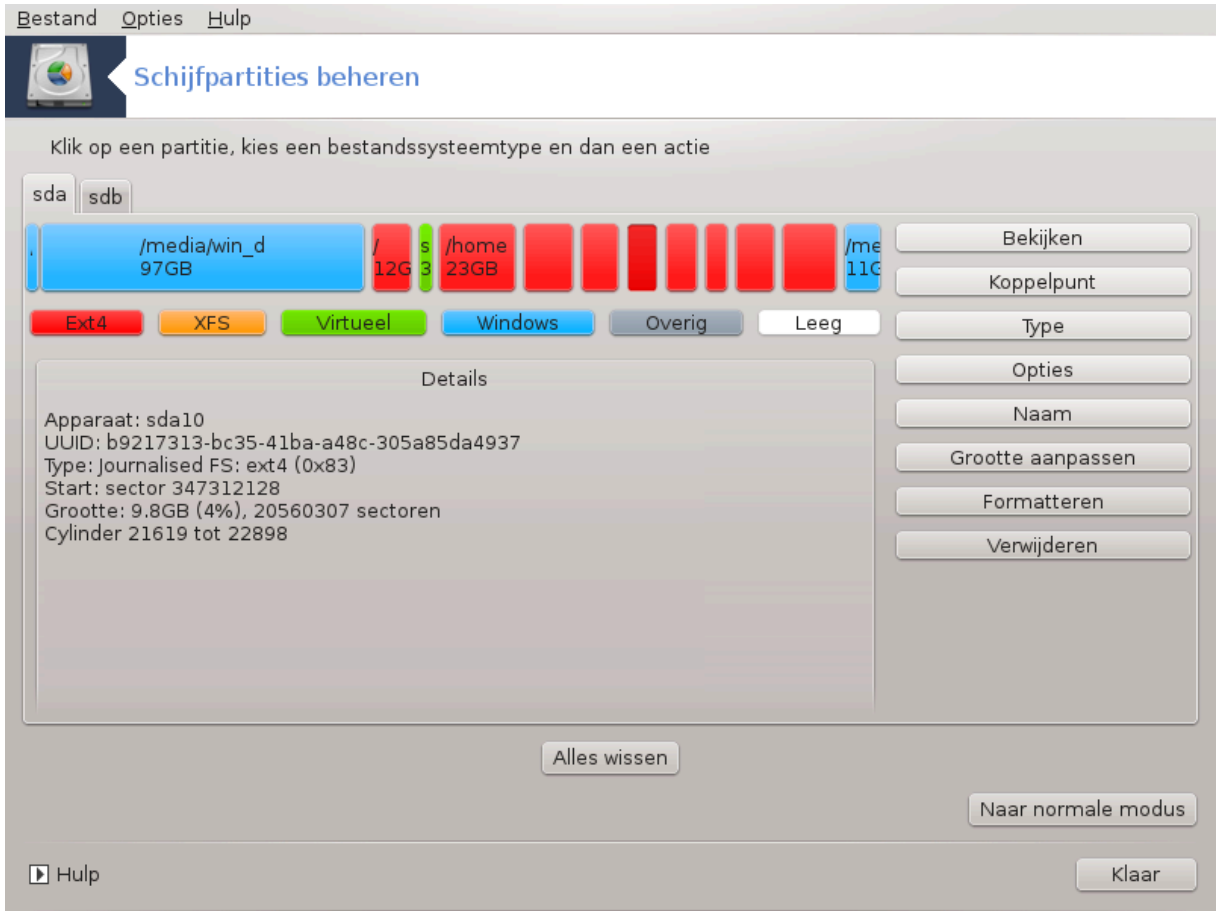 Bestand Opties Hulp
Schijfpartities beheren
Klik op een partitie, kies een bestandssysteemtype en dan een actie
sda sdb
/media/win_d
97GB
/
12G
s
3
/home
23GB
/me
11G
Ext4 XFS Virtueel Windows Overig Leeg
Details
Apparaat: sda10
UUID: b9217313-bc35-41ba-a48c-305a85da4937
Type: Journalised FS: ext4 (0x83)
Start: sector 347312128
Grootte: 9.8GB (4%), 20560307 sectoren
Cylinder 21619 tot 22898
Bekijken
Koppelpunt
Type
Opties
Naam
Grootte aanpassen
Formatteren
Verwijderen
Alles wissen
Naar normale modus
Hulp
Klaar